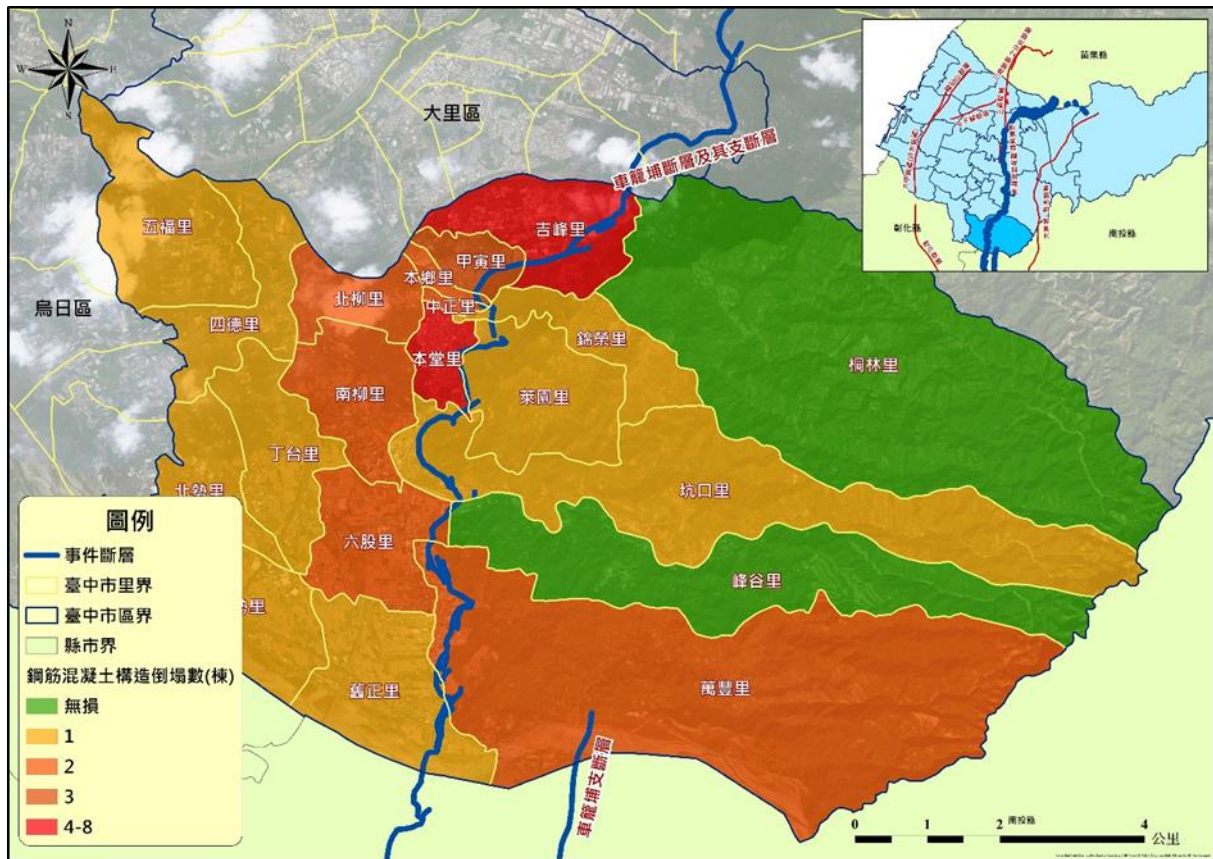 N
W
S
大里區
車籠埔斷層及其支斷層
苗栗縣
彰化縣
南投縣
吉峰里
五福里
甲寅里
本鄉里
北柳里
中正里
烏日區
四德里
錦榮里
本堂里
桐林里
南柳里
萊園里
丁台里
北勢里
坑口里
六股里
峰谷里
勢里
舊正里
萬豐里
車籠埔支斷層
圖例
事件斷層
臺中市里界
臺中市區界
縣市界
鋼筋混凝土構造倒塌數(棟)
無損
1
2
3
4-8
0 1 2 4
南投縣
公里